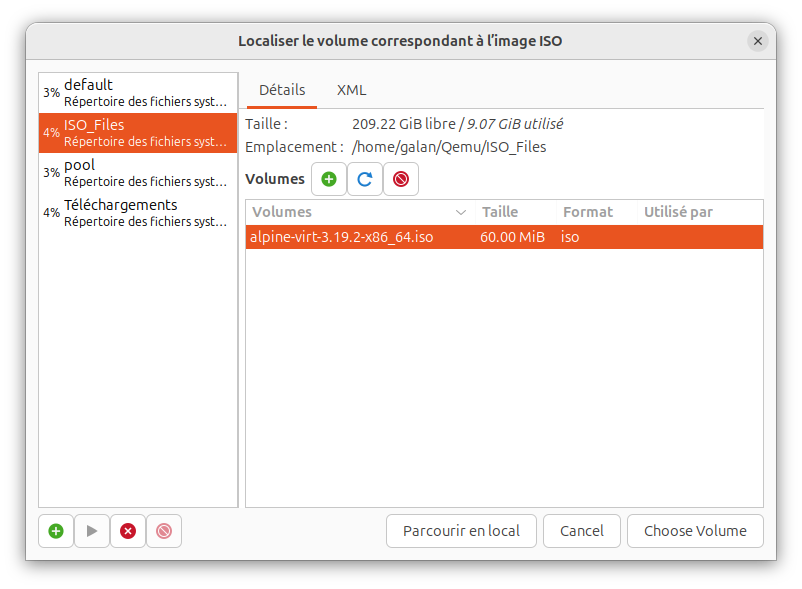 Localiser le volume correspondant à l’image ISO
3% default
Répertoire des fichiers syst…
4% ISO_Files
Répertoire des fichiers syst…
3% pool
Répertoire des fichiers syst…
4% Téléchargements
Répertoire des fichiers syst…
Détails XML
Taille : 209.22 GiB libre / 9.07 GiB utilisé
Emplacement : /home/galan/Qemu/ISO_Files
Volumes
Volumes Taille Format Utilisé par
alpine-virt-3.19.2-x86_64.iso 60.00 MiB iso
Parcourir en local Cancel Choose Volume